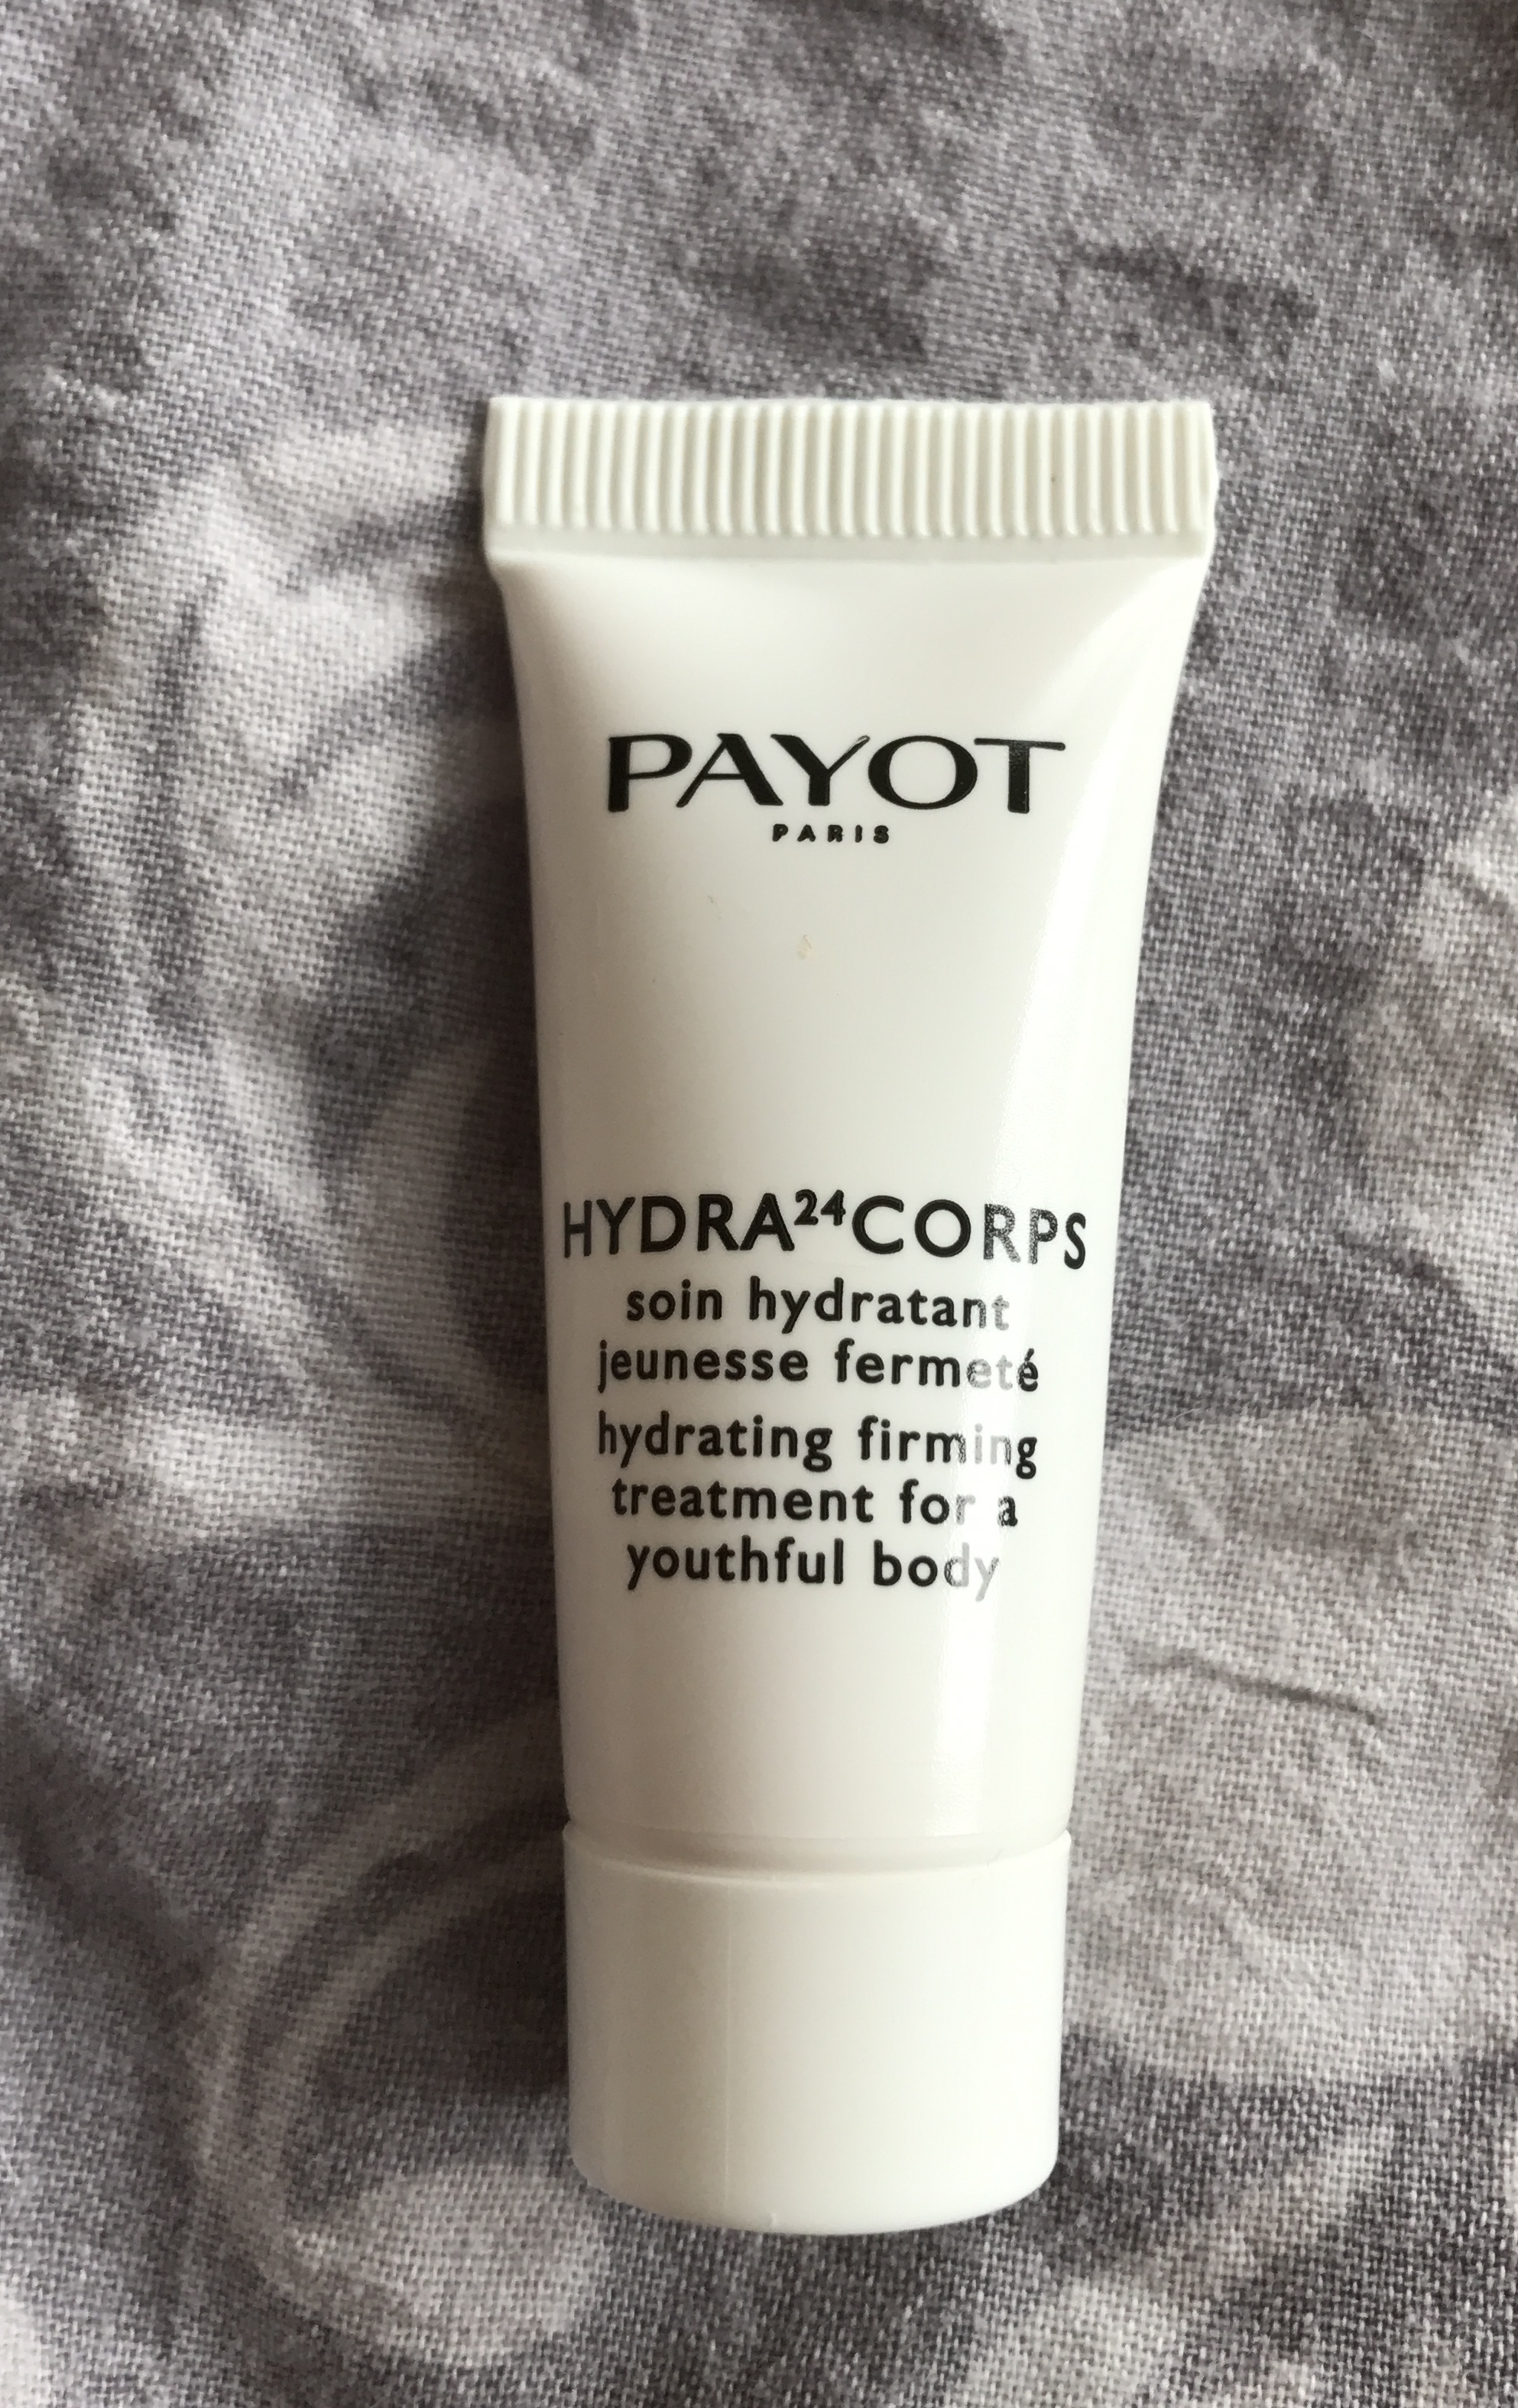 PAYOT
PARIS
HYDRA²⁴CORPS
soin hydratant
jeunesse fermeté
hydrating firming
treatment for a
youthful body